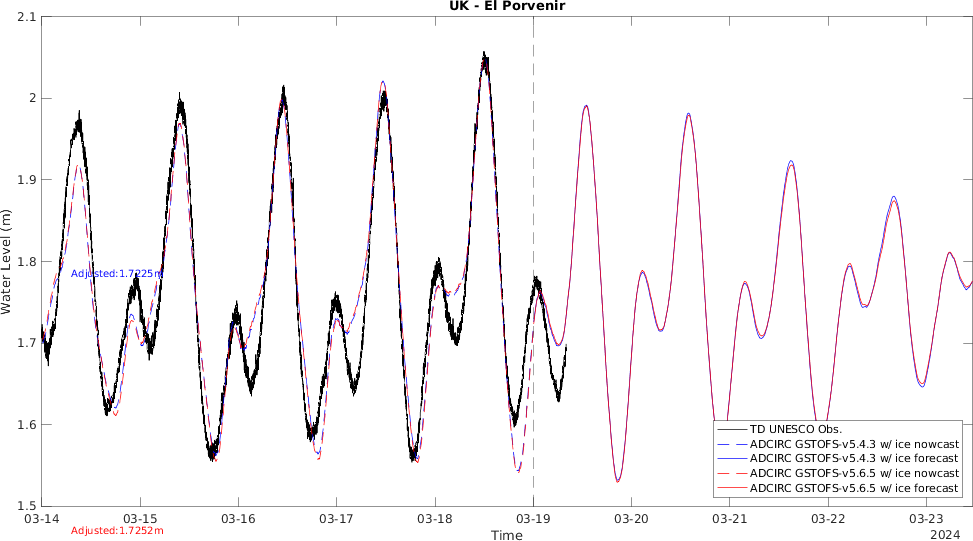 UK - El Porvenir
2.1
2
1.9
1.8
1.7
1.6
1.5
Water Level (m)
Adjusted:1.7225m
Adjusted:1.7252m
TD UNESCO Obs.
ADCIRC GSTOFS-v5.4.3 w/ ice nowcast
ADCIRC GSTOFS-v5.4.3 w/ ice forecast
ADCIRC GSTOFS-v5.6.5 w/ ice nowcast
ADCIRC GSTOFS-v5.6.5 w/ ice forecast
03-14 03-15 03-16 03-17 03-18 03-19 03-20 03-21 03-22 03-23
Time
2024